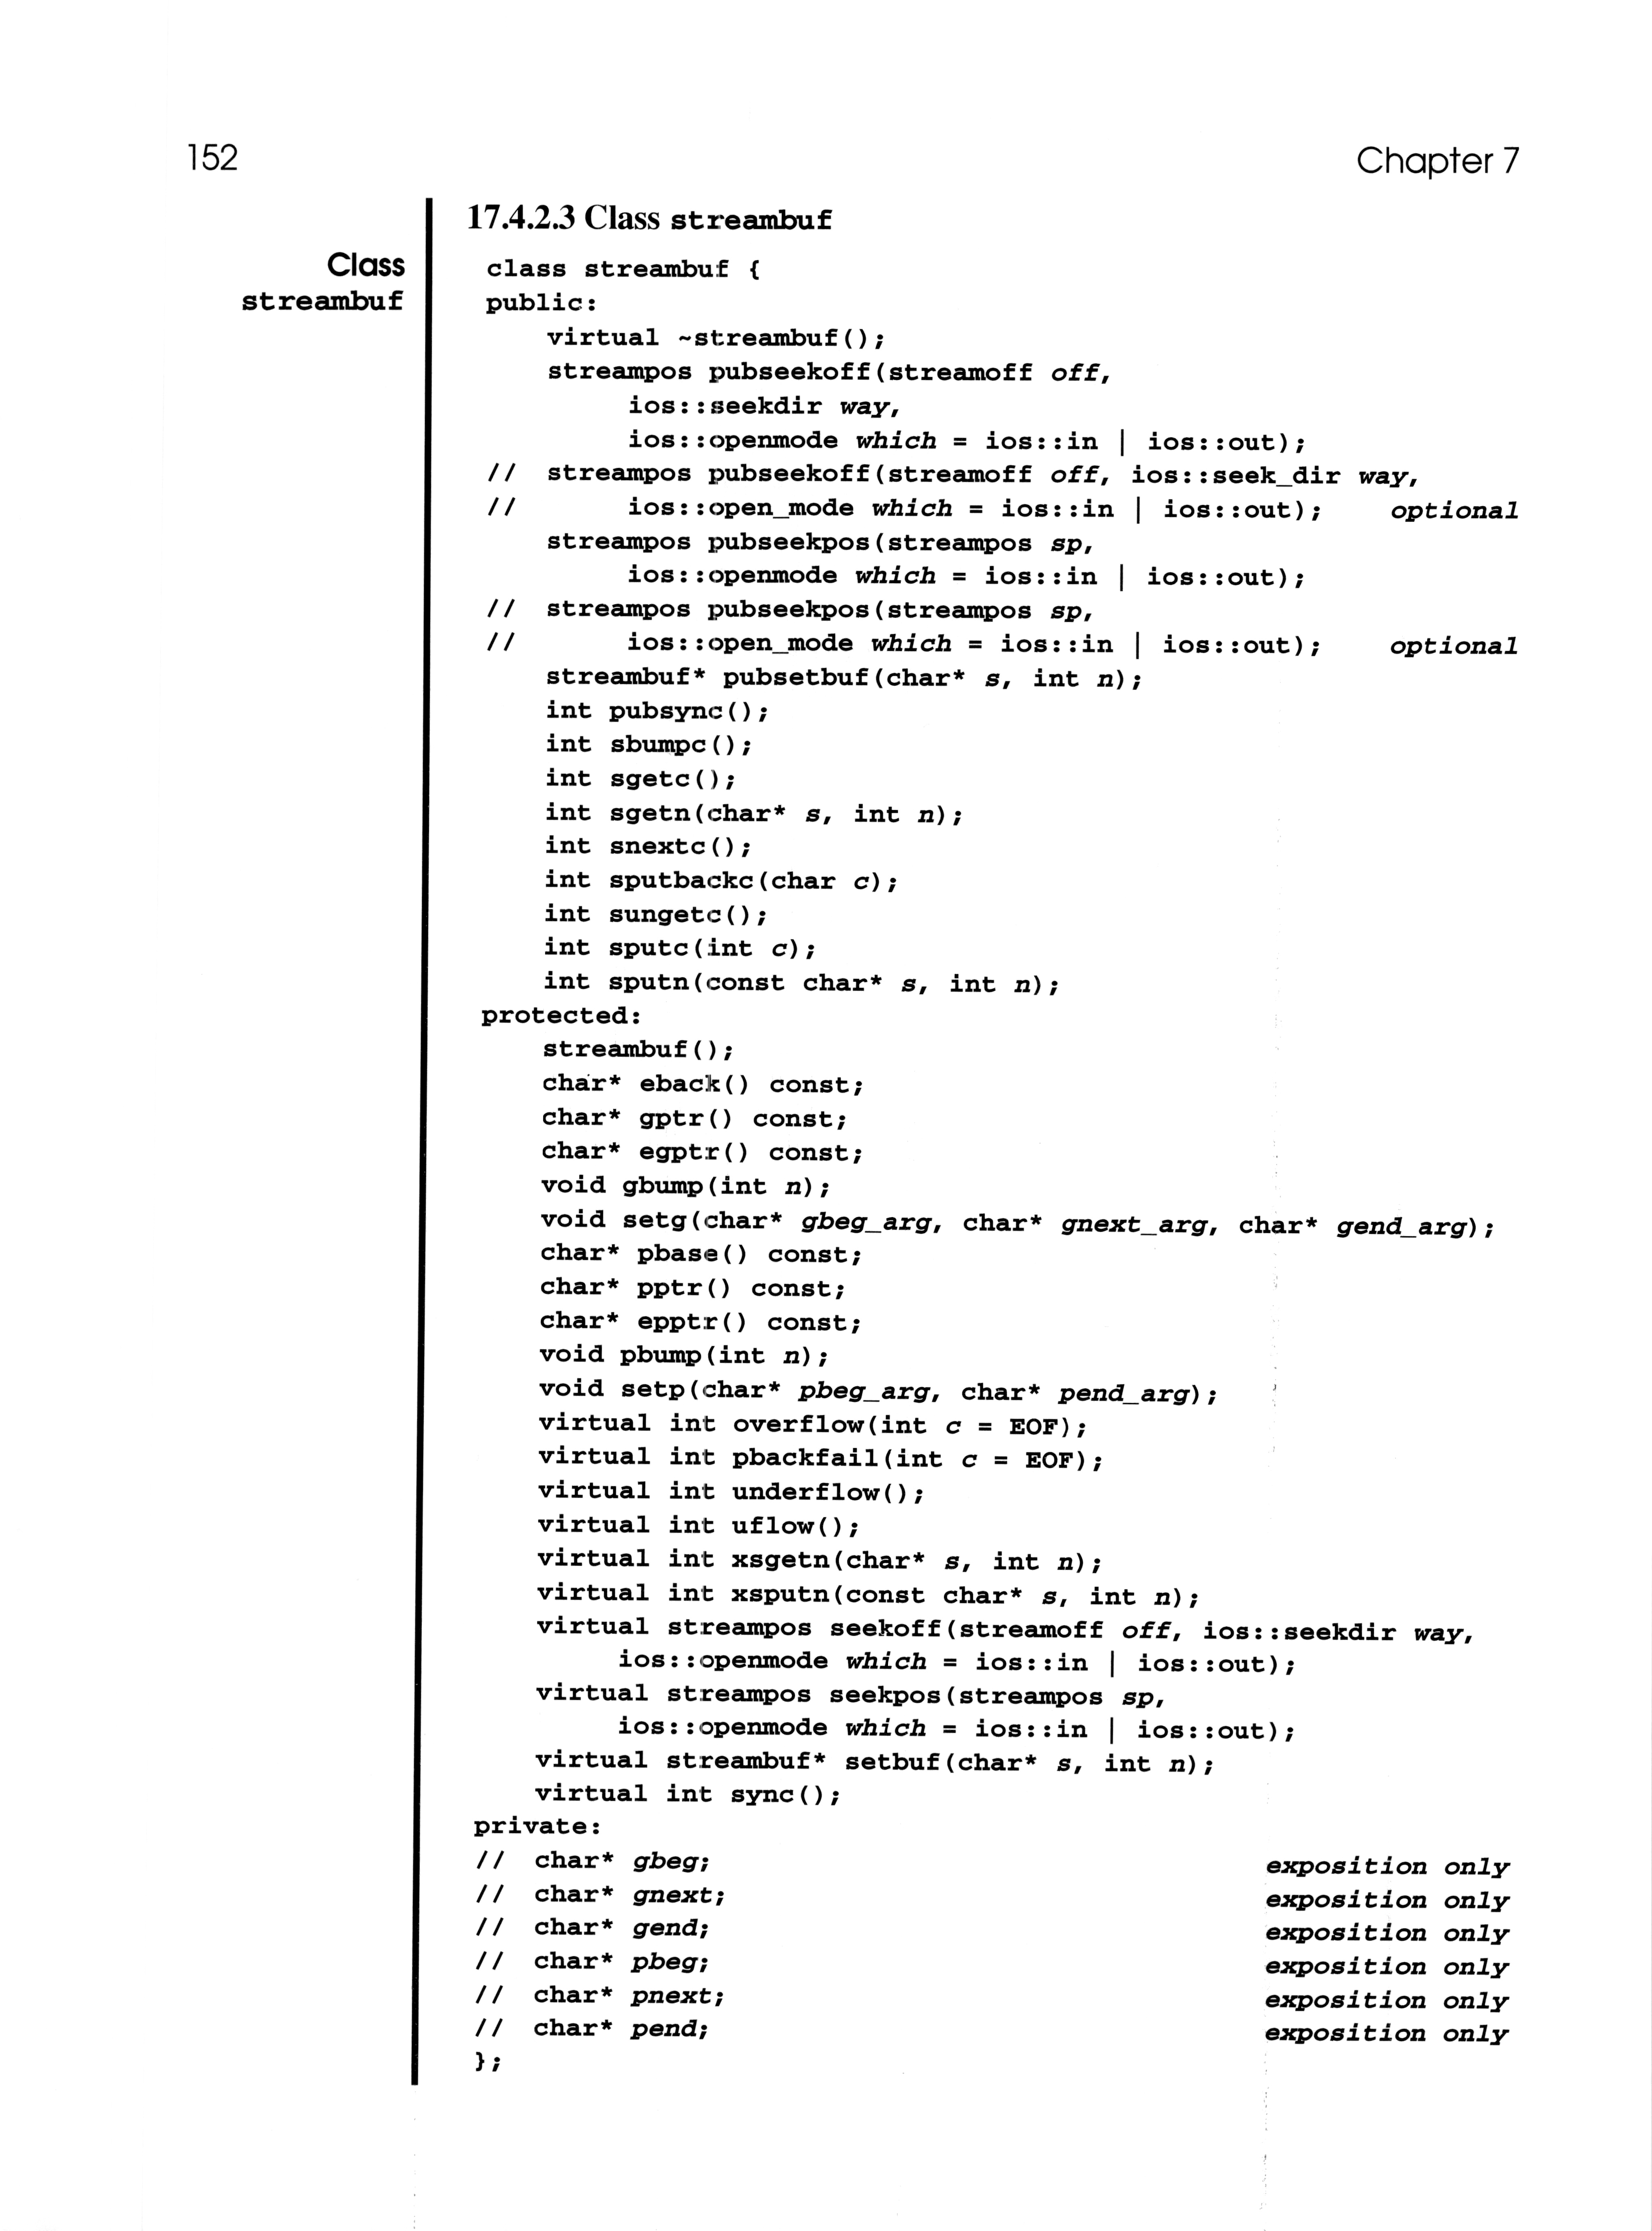 152
Chapter 7
17.4.2.3 Class streambuf
Class
streambuf
class streambuf {
public:
virtual ~streambuf();
streampos pubseekoff(streamoff off,
ios::seekdir way,
ios::openmode which = ios::in | ios::out);
// streampos pubseekoff(streamoff off, ios::seek_dir way,
// ios::open_mode which = ios::in | ios::out); optional
streampos pubseekpos(streampos sp,
ios::openmode which = ios::in | ios::out);
// streampos pubseekpos(streampos sp,
// ios::open_mode which = ios::in | ios::out); optional
streambuf* pubsetbuf(char* s, int n);
int pubsync();
int sbumpc();
int sgetc();
int sgetn(char* s, int n);
int snextc();
int sputbackc(char c);
int sungetc();
int sputc(int c);
int sputn(const char* s, int n);
protected:
streambuf();
char* eback() const;
char* gptr() const;
char* egptr() const;
void gbump(int n);
void setg(char* gbeg_arg, char* gnext_arg, char* gend_arg);
char* pbase() const;
char* pptr() const;
char* epptr() const;
void pbump(int n);
void setp(char* pbeg_arg, char* pend_arg);
virtual int overflow(int c = EOF);
virtual int pbackfail(int c = EOF);
virtual int underflow();
virtual int uflow();
virtual int xsgetn(char* s, int n);
virtual int xsputn(const char* s, int n);
virtual streampos seekoff(streamoff off, ios::seekdir way,
ios::openmode which = ios::in | ios::out);
virtual streampos seekpos(streampos sp,
ios::openmode which = ios::in | ios::out);
virtual streambuf* setbuf(char* s, int n);
virtual int sync();
private:
// char* gbeg; exposition only
// char* gnext; exposition only
// char* gend; exposition only
// char* pbeg; exposition only
// char* pnext; exposition only
// char* pend; exposition only
};